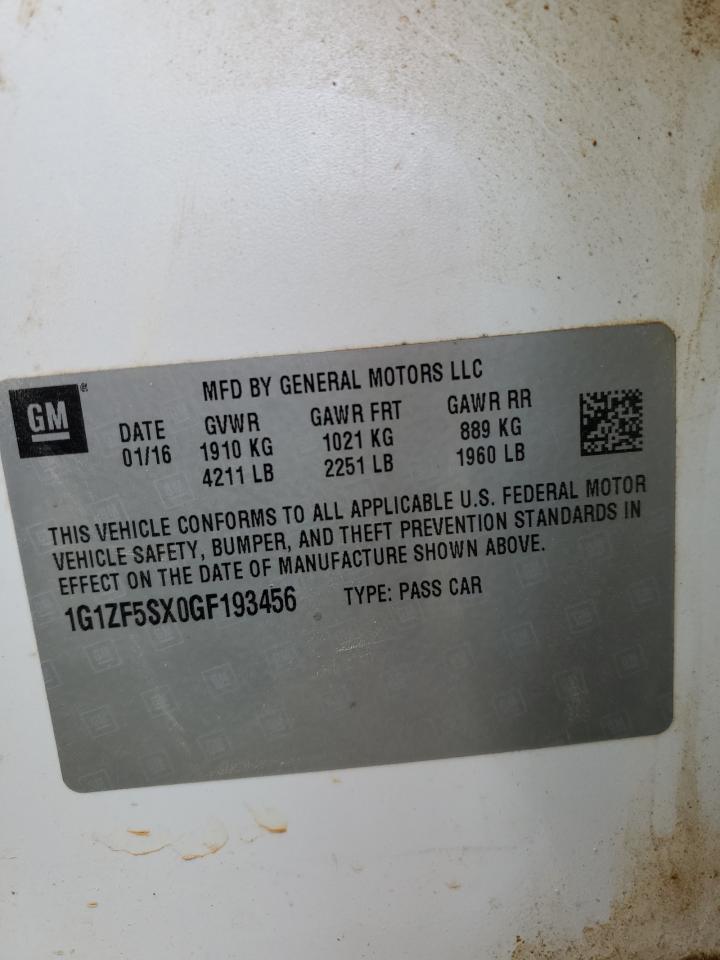 GM®
MFD BY GENERAL MOTORS LLC
DATE GVWR GAWR FRT GAWR RR
01/16 1910 KG 1021 KG 889 KG
4211 LB 2251 LB 1960 LB
THIS VEHICLE CONFORMS TO ALL APPLICABLE U.S. FEDERAL MOTOR
VEHICLE SAFETY, BUMPER, AND THEFT PREVENTION STANDARDS IN
EFFECT ON THE DATE OF MANUFACTURE SHOWN ABOVE.
1G1ZF5SX0GF193456 TYPE: PASS CAR